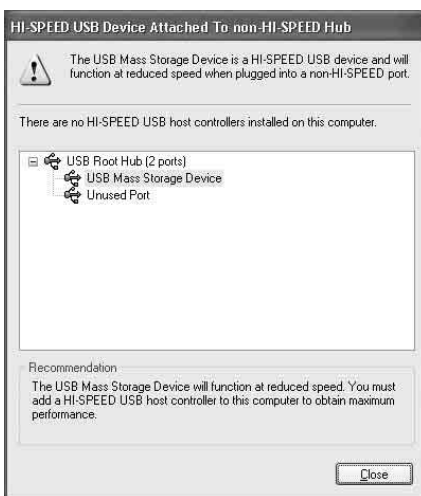 HI-SPEED USB Device Attached To non-HI-SPEED Hub
The USB Mass Storage Device is a HI-SPEED USB device and will
function at reduced speed when plugged into a non-HI-SPEED port.
There are no HI-SPEED USB host controllers installed on this computer.
USB Root Hub (2 ports)
USB Mass Storage Device
Unused Port
Recommendation
The USB Mass Storage Device will function at reduced speed. You must
add a HI-SPEED USB host controller to this computer to obtain maximum
performance.
Close